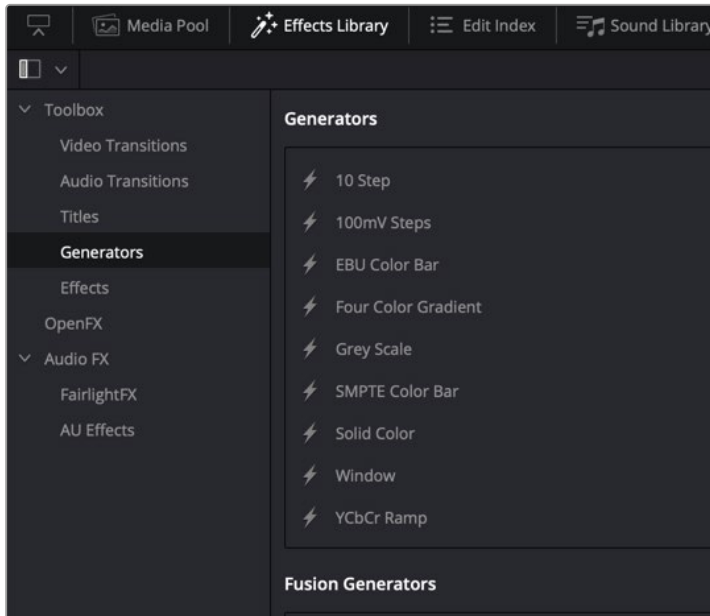 Media Pool
Effects Library
Edit Index
Sound Library
Toolbox
Video Transitions
Audio Transitions
Titles
Generators
Effects
OpenFX
Audio FX
FairlightFX
AU Effects
Generators
10 Step
100mV Steps
EBU Color Bar
Four Color Gradient
Grey Scale
SMPTE Color Bar
Solid Color
Window
YCbCr Ramp
Fusion Generators